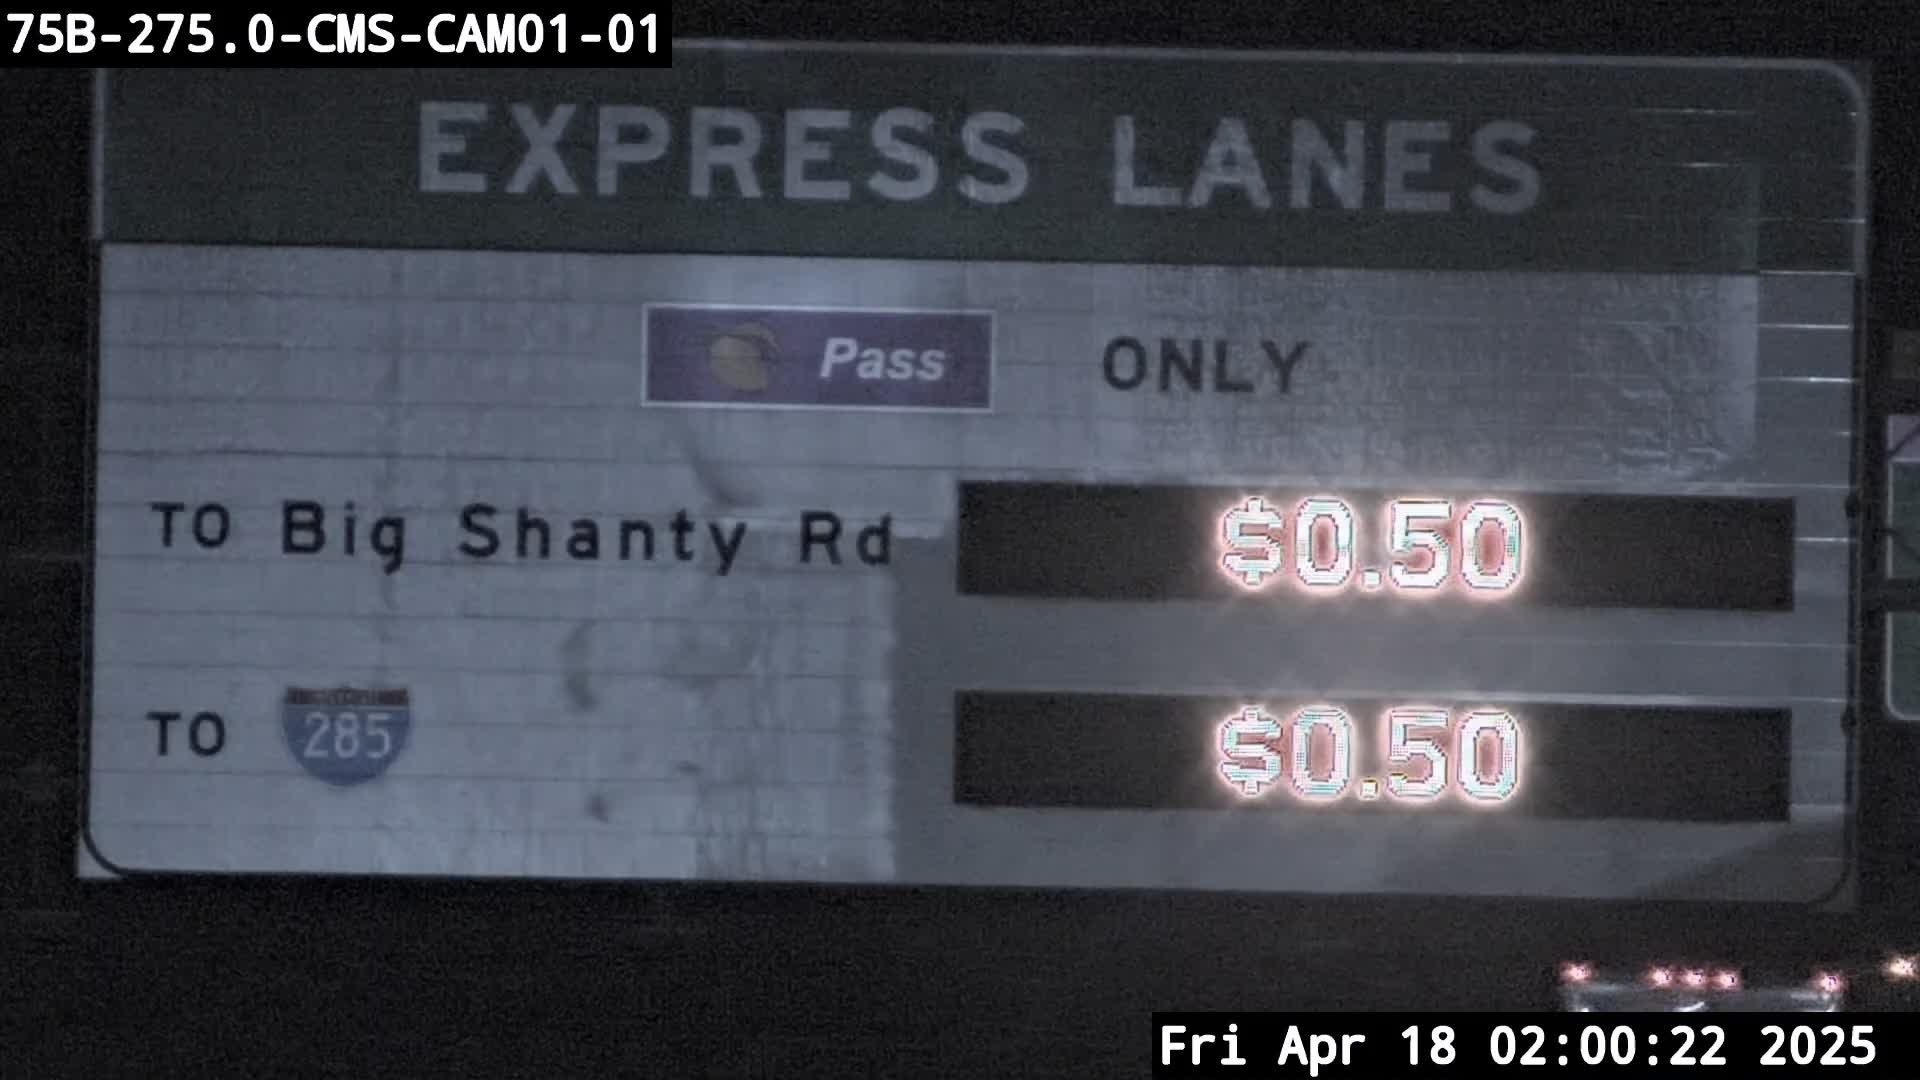 75B-275.0-CMS-CAM01-01
EXPRESS LANES
Pass ONLY
TO Big Shanty Rd $0.50
TO 285 $0.50
Fri Apr 18 02:00:22 2025